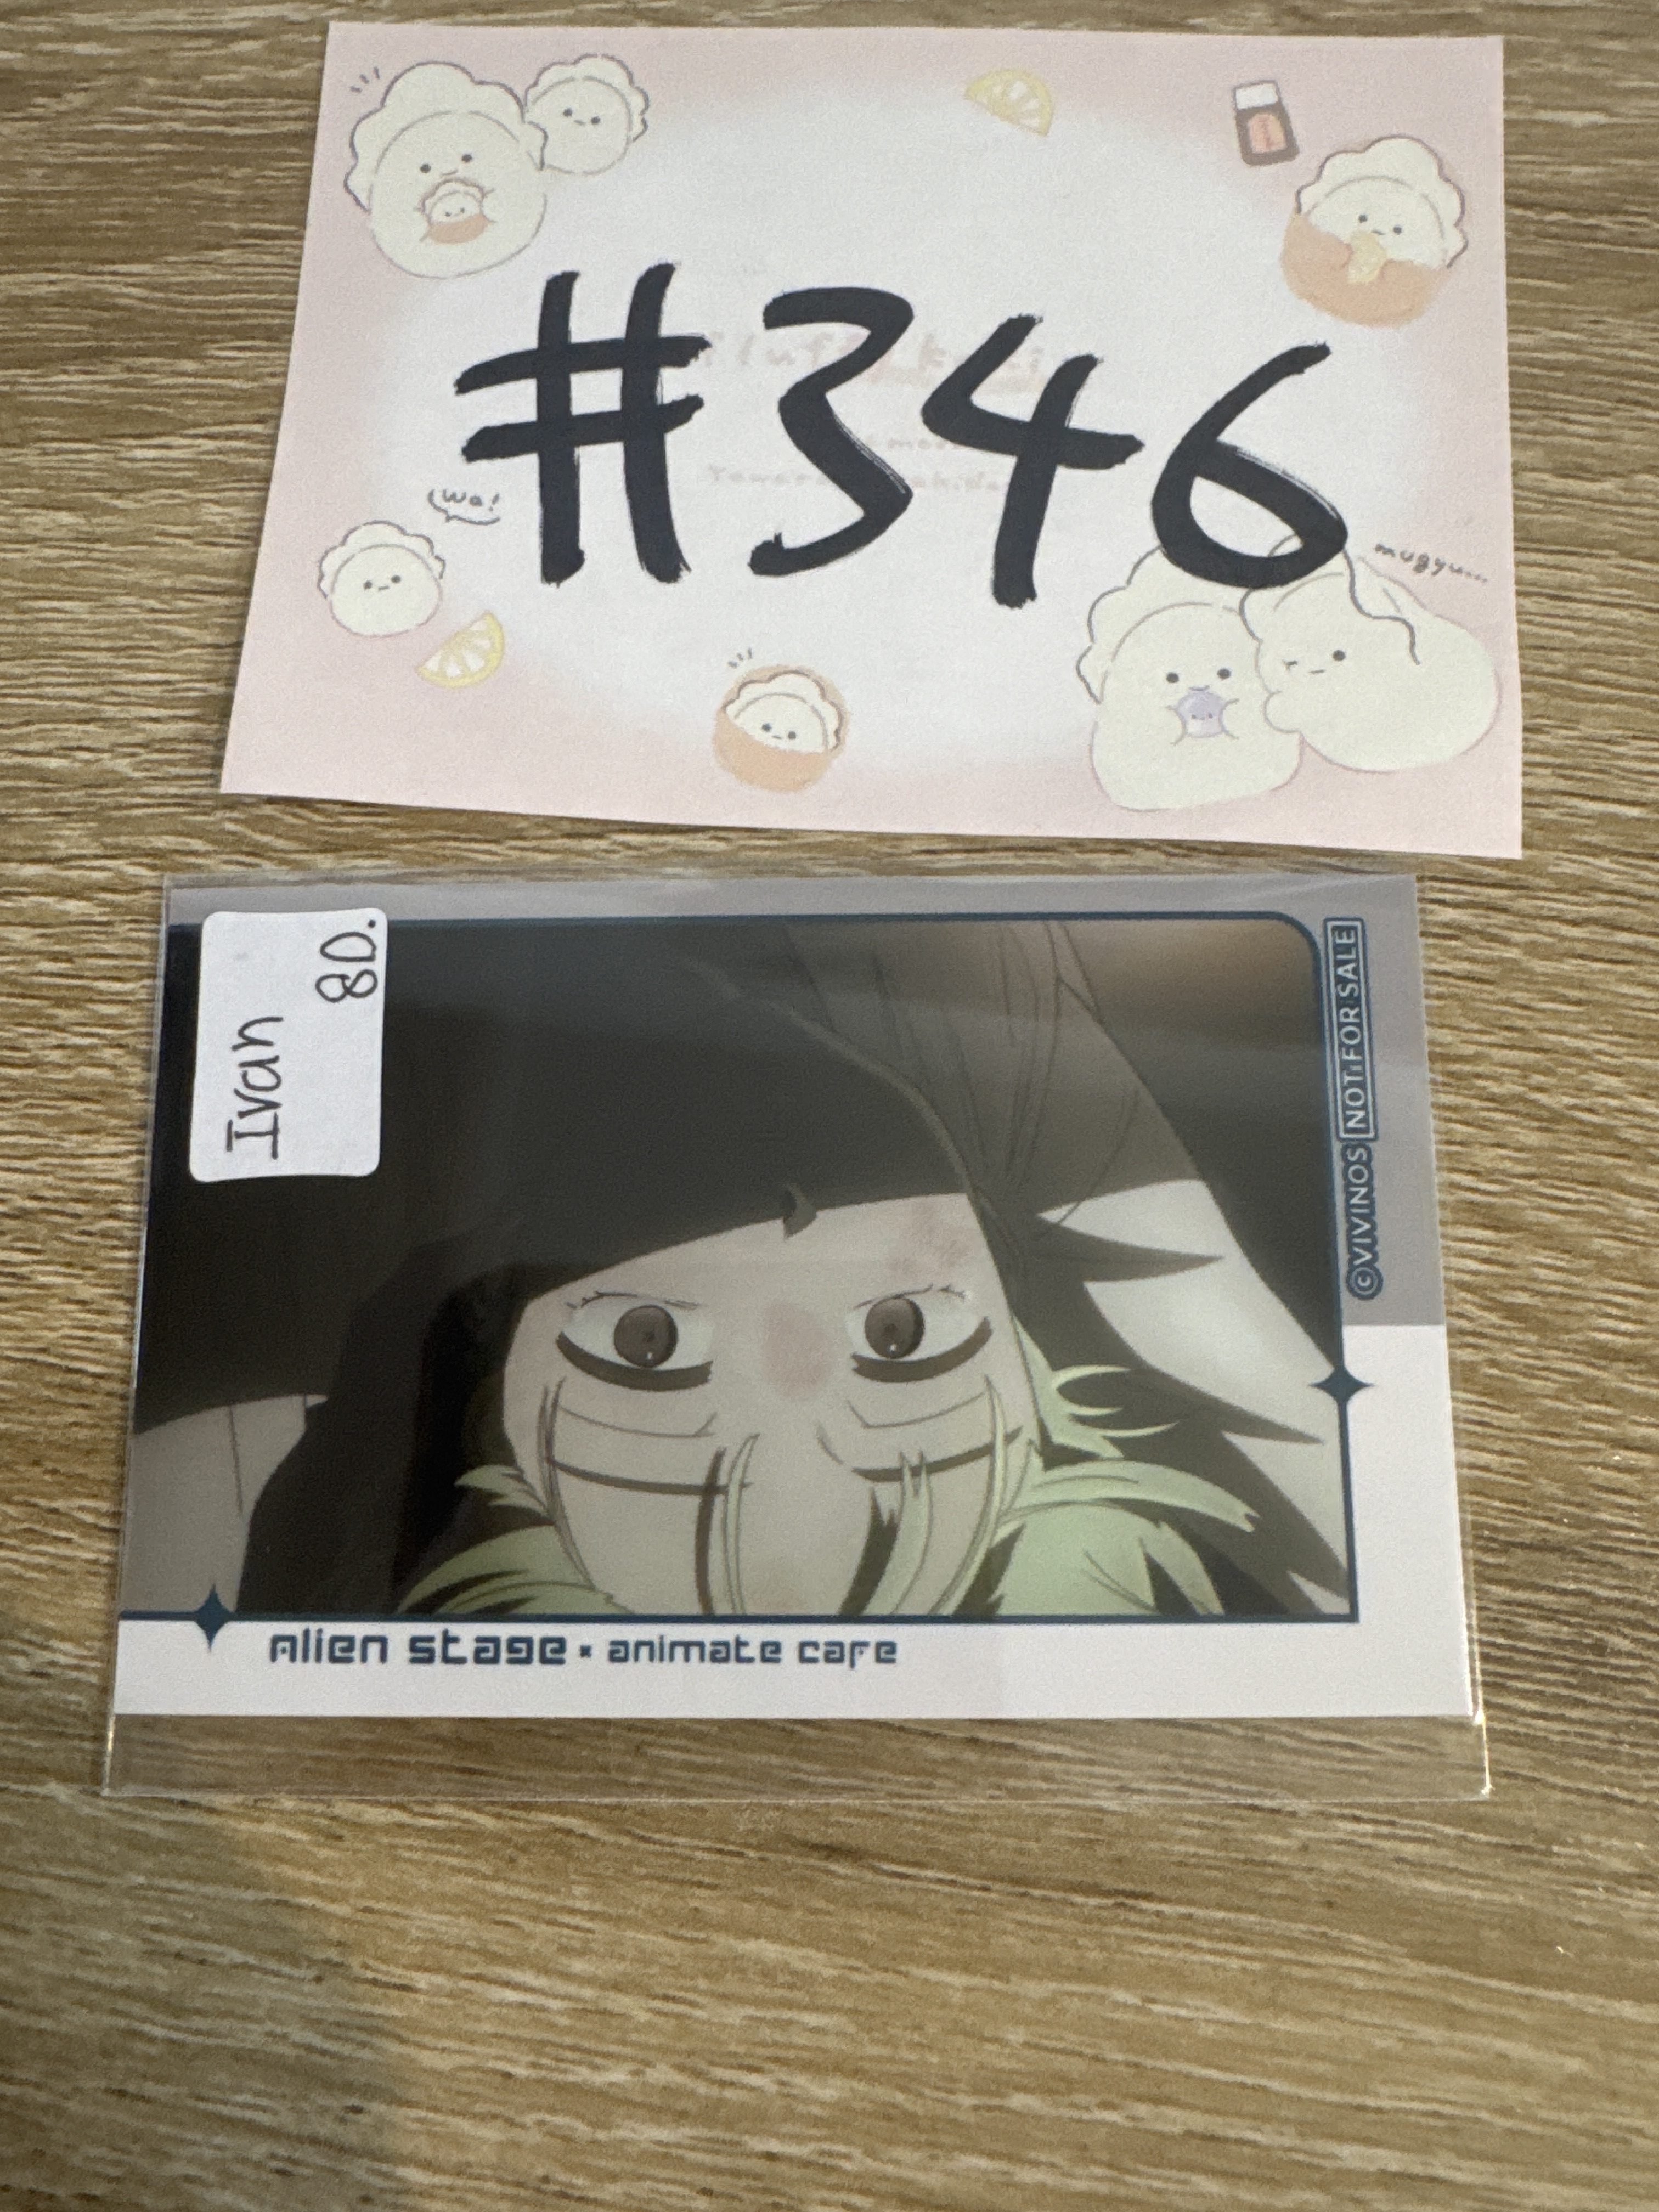 #346
Wa!
mugyu...
Ivan
80.
©VIVINOS NOT FOR SALE
Alien Stage × animate cafe